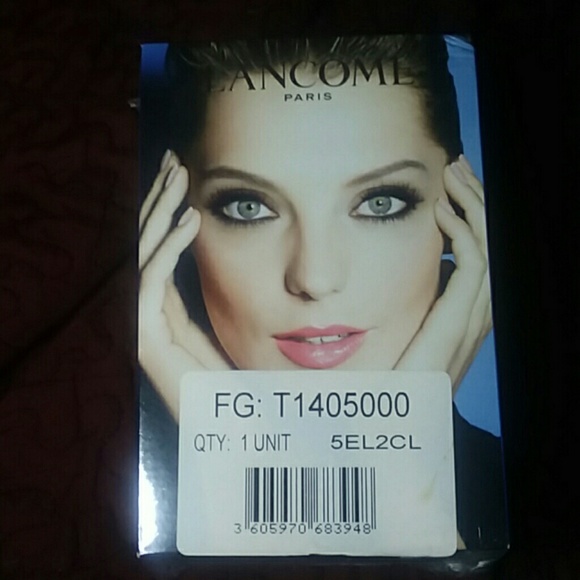 LANCOME
PARIS
FG: T1405000
QTY: 1 UNIT 5EL2CL
3 605970 683948